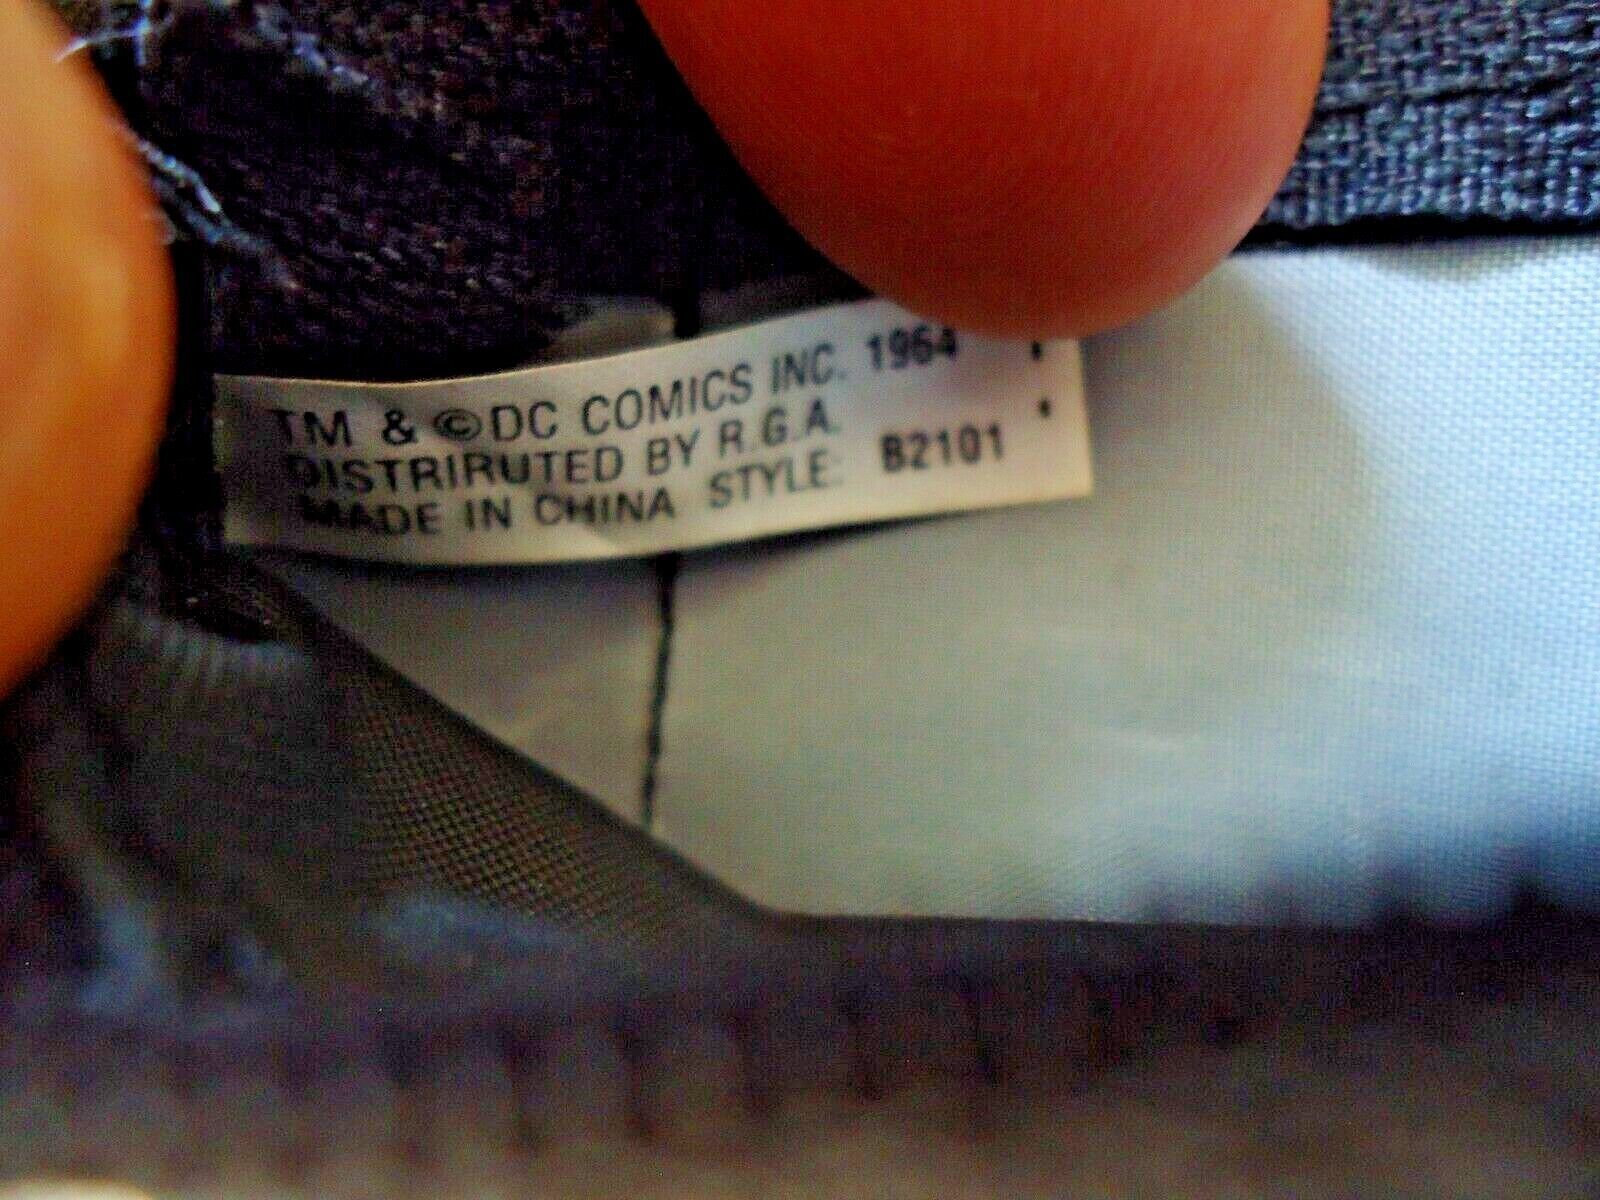 TM & ©DC COMICS INC. 1964
DISTRIRUTED BY R.G.A.
MADE IN CHINA STYLE: B2101